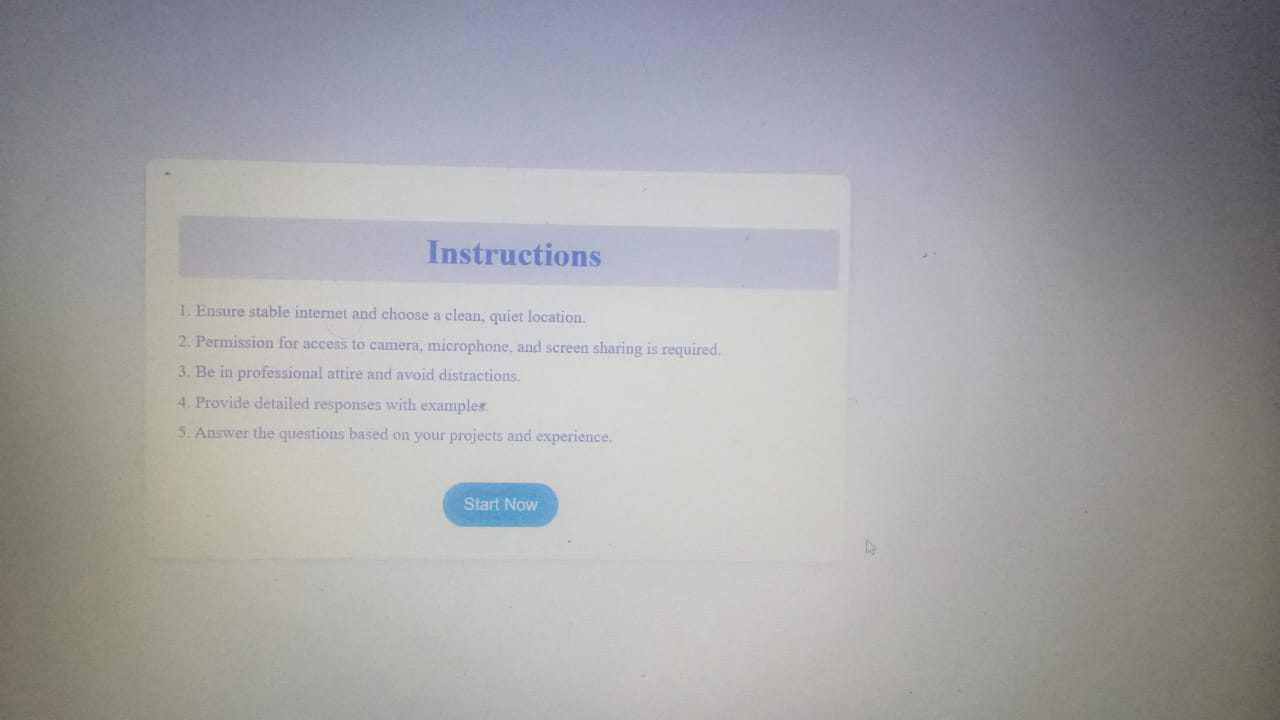 Instructions
1. Ensure stable internet and choose a clean, quiet location.
2. Permission for access to camera, microphone, and screen sharing is required.
3. Be in professional attire and avoid distractions.
4. Provide detailed responses with examples.
5. Answer the questions based on your projects and experience.
Start Now